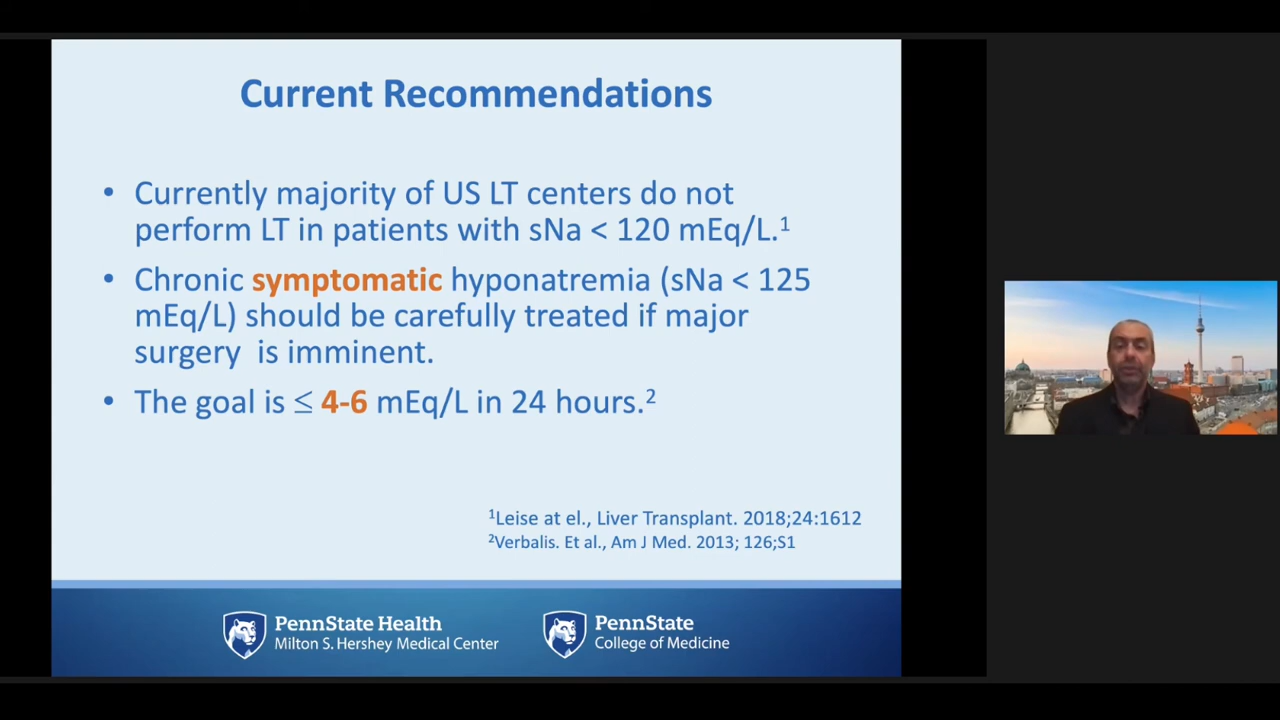 Current Recommendations
• Currently majority of US LT centers do not
perform LT in patients with sNa < 120 mEq/L.¹
• Chronic symptomatic hyponatremia (sNa < 125
mEq/L) should be carefully treated if major
surgery is imminent.
• The goal is ≤ 4-6 mEq/L in 24 hours.²
¹Leise at el., Liver Transplant. 2018;24:1612
²Verbalis. Et al., Am J Med. 2013; 126;S1
PennState Health
Milton S. Hershey Medical Center
PennState
College of Medicine